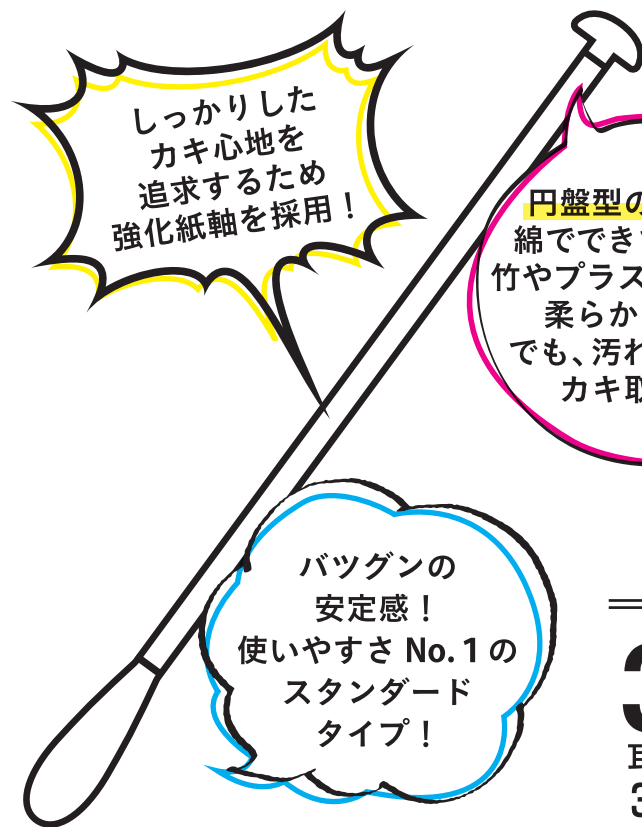 しっかりした
カキ心地を
追求するため
強化紙軸を採用！
円盤型の
綿ででき
竹やプラス
柔らか
でも、汚れ
カキ取
バツグンの
安定感！
使いやすさ No. 1 の
スタンダード
タイプ！
3